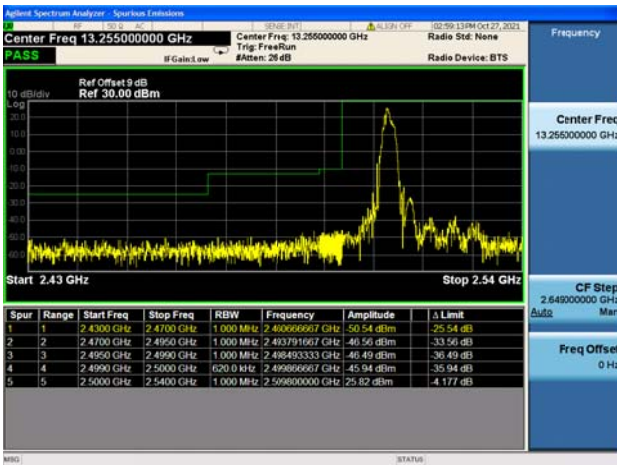 Agilent Spectrum Analyzer - Spurious Emissions
RF 50 Ω AC SENSE:INT ALIGN OFF 02:59:13 PM Oct 27, 2021
Center Freq 13.255000000 GHz Center Freq: 13.255000000 GHz Radio Std: None Frequency
Trig: FreeRun
PASS IFGain:Low #Atten: 26 dB Radio Device: BTS
Ref Offset 9 dB
10 dB/div Ref 30.00 dBm
Log
20.0
10.0
0.00
Center Freq
13.255000000 GHz
Start 2.43 GHz Stop 2.54 GHz
CF Step
2.649000000 GHz
Auto Man
Spur Range Start Freq Stop Freq RBW Frequency Amplitude Δ Limit
1 1 2.4300 GHz 2.4700 GHz 1.000 MHz 2.460666667 GHz -50.54 dBm -25.54 dB
2 2 2.4700 GHz 2.4950 GHz 1.000 MHz 2.493791667 GHz -46.56 dBm -33.56 dB
3 3 2.4950 GHz 2.4990 GHz 1.000 MHz 2.498493333 GHz -46.49 dBm -36.49 dB
4 4 2.4990 GHz 2.5000 GHz 620.0 kHz 2.499866667 GHz -45.94 dBm -35.94 dB
5 5 2.5000 GHz 2.5400 GHz 1.000 MHz 2.509800000 GHz 25.82 dBm -4.177 dB
Freq Offset
0 Hz
MSG STATUS